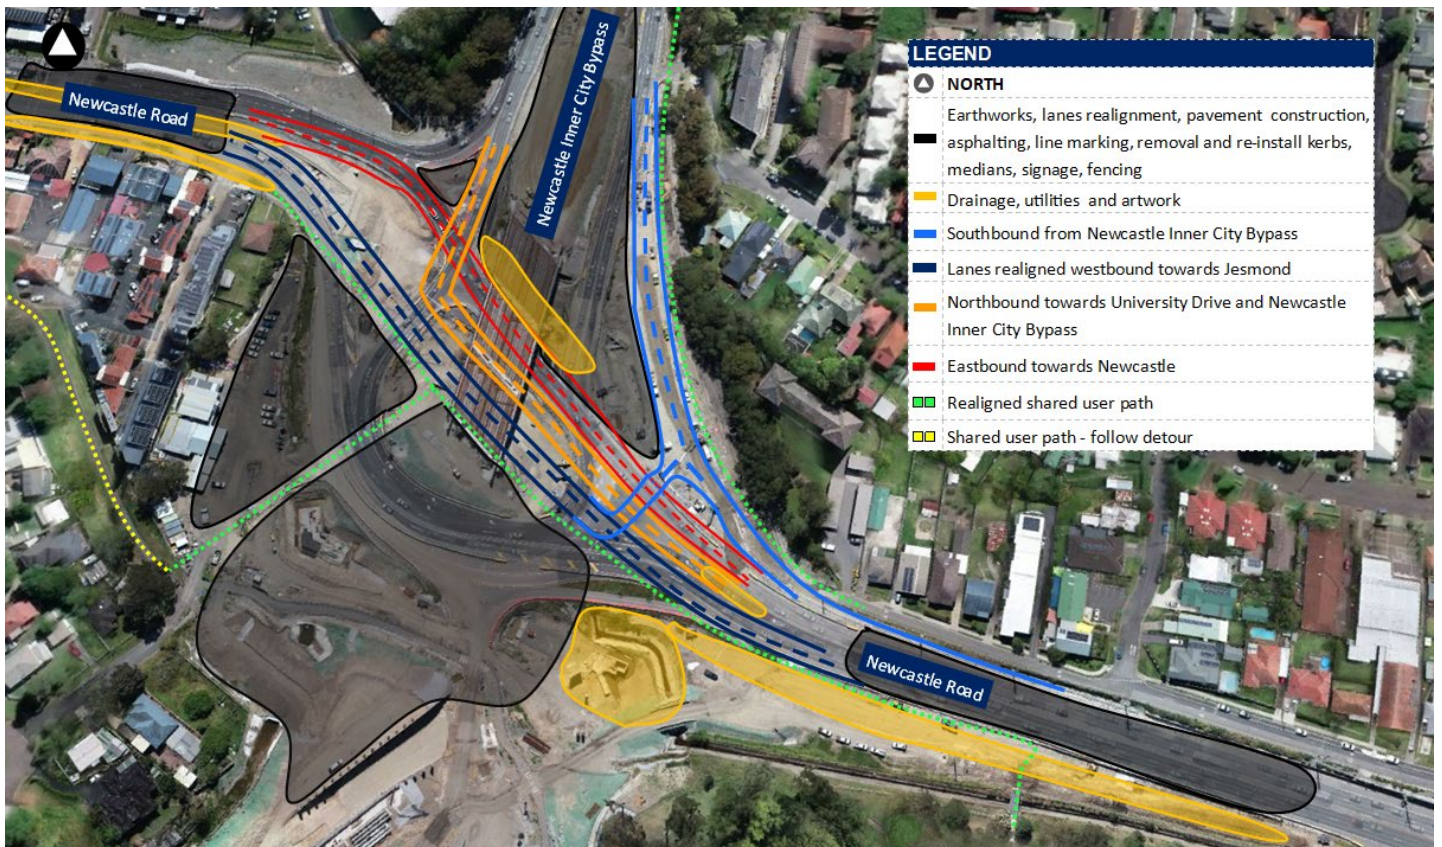 Newcastle Road
Newcastle Inner City Bypass
LEGEND
NORTH
Earthworks, lanes realignment, pavement construction,
asphalting, line marking, removal and re-install kerbs,
medians, signage, fencing
Drainage, utilities and artwork
Southbound from Newcastle Inner City Bypass
Lanes realigned westbound towards Jesmond
Northbound towards University Drive and Newcastle
Inner City Bypass
Eastbound towards Newcastle
Realigned shared user path
Shared user path - follow detour
Newcastle Road